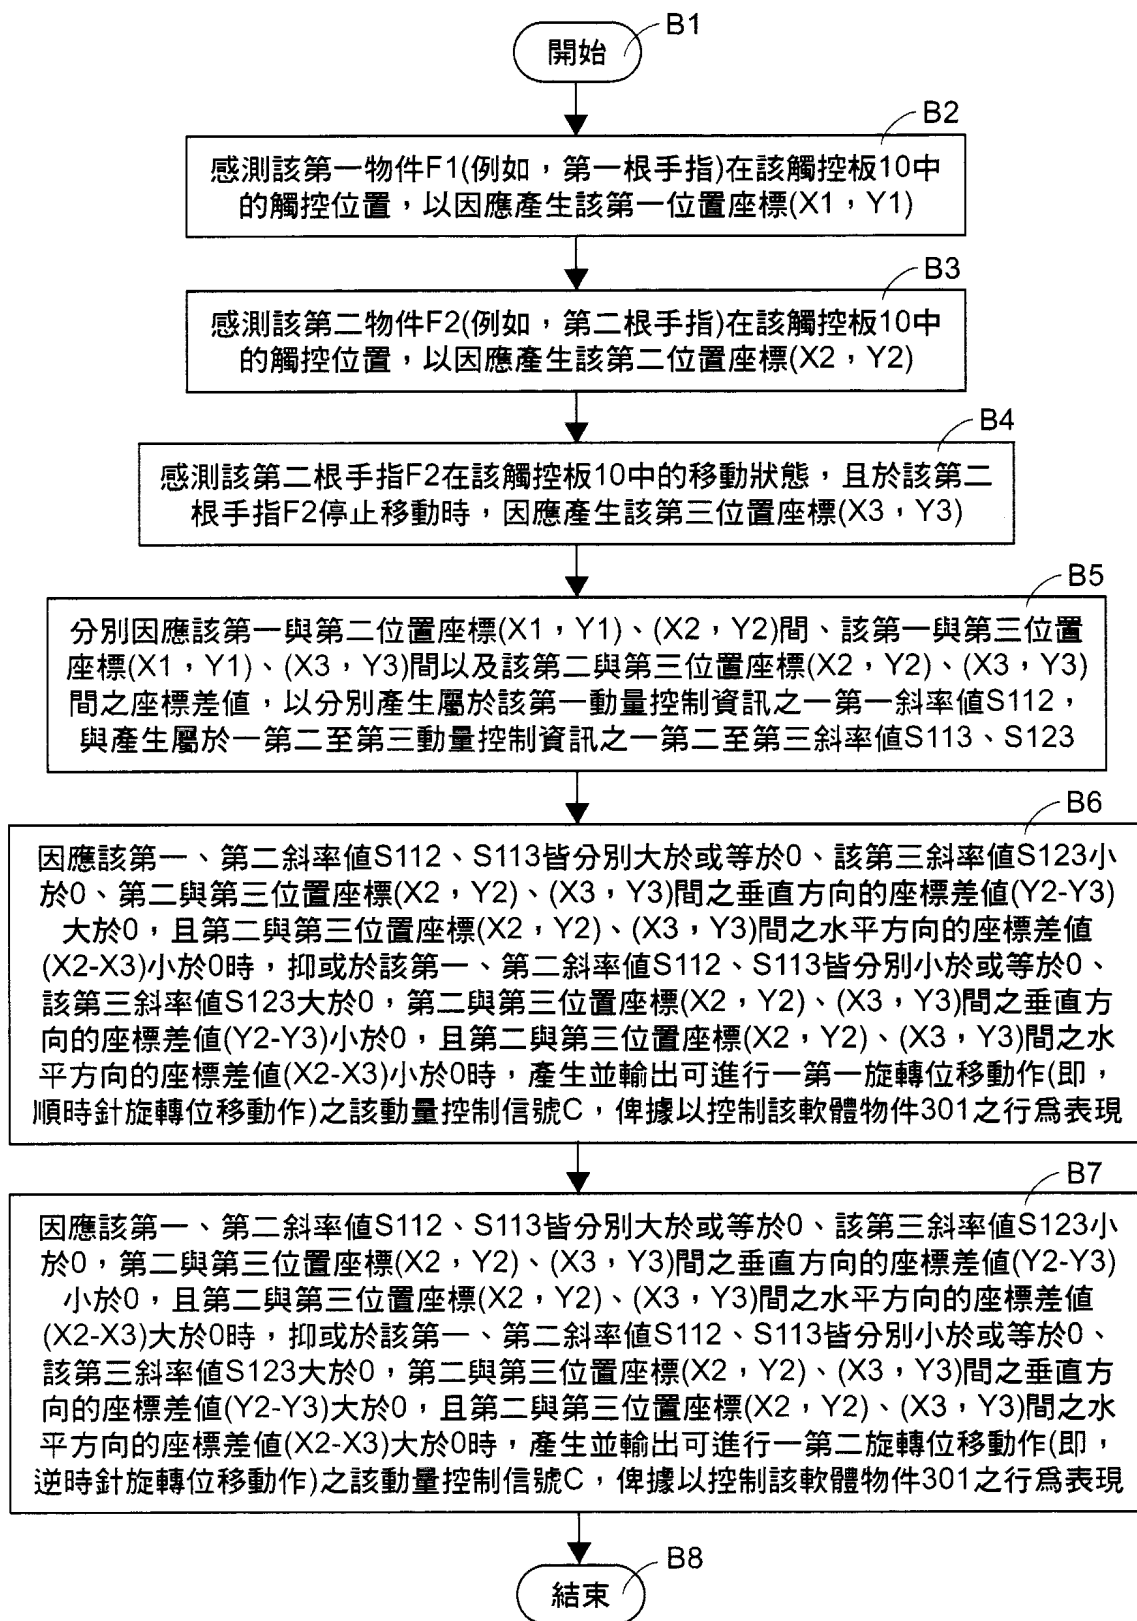 B1
開始
B2
感測該第一物件F1(例如，第一根手指)在該觸控板10中
的觸控位置，以因應產生該第一位置座標(X1，Y1)
B3
感測該第二物件F2(例如，第二根手指)在該觸控板10中
的觸控位置，以因應產生該第二位置座標(X2，Y2)
B4
感測該第二根手指F2在該觸控板10中的移動狀態，且於該第二
根手指F2停止移動時，因應產生該第三位置座標(X3，Y3)
B5
分別因應該第一與第二位置座標(X1，Y1)、(X2，Y2)間、該第一與第三位置
座標(X1，Y1)、(X3，Y3)間以及該第二與第三位置座標(X2，Y2)、(X3，Y3)
間之座標差值，以分別產生屬於該第一動量控制資訊之一第一斜率值S112，
與產生屬於一第二至第三動量控制資訊之一第二至第三斜率值S113、S123
B6
因應該第一、第二斜率值S112、S113皆分別大於或等於0、該第三斜率值S123小
於0、第二與第三位置座標(X2，Y2)、(X3，Y3)間之垂直方向的座標差值(Y2-Y3)
大於0，且第二與第三位置座標(X2，Y2)、(X3，Y3)間之水平方向的座標差值
(X2-X3)小於0時，抑或於該第一、第二斜率值S112、S113皆分別小於或等於0、
該第三斜率值S123大於0，第二與第三位置座標(X2，Y2)、(X3，Y3)間之垂直方
向的座標差值(Y2-Y3)小於0，且第二與第三位置座標(X2，Y2)、(X3，Y3)間之水
平方向的座標差值(X2-X3)小於0時，產生並輸出可進行一第一旋轉位移動作(即，
順時針旋轉位移動作)之該動量控制信號C，俾據以控制該軟體物件301之行為表現
B7
因應該第一、第二斜率值S112、S113皆分別大於或等於0、該第三斜率值S123小
於0，第二與第三位置座標(X2，Y2)、(X3，Y3)間之垂直方向的座標差值(Y2-Y3)
小於0，且第二與第三位置座標(X2，Y2)、(X3，Y3)間之水平方向的座標差值
(X2-X3)大於0時，抑或於該第一、第二斜率值S112、S113皆分別小於或等於0、
該第三斜率值S123大於0，第二與第三位置座標(X2，Y2)、(X3，Y3)間之垂直方
向的座標差值(Y2-Y3)大於0，且第二與第三位置座標(X2，Y2)、(X3，Y3)間之水
平方向的座標差值(X2-X3)大於0時，產生並輸出可進行一第二旋轉位移動作(即，
逆時針旋轉位移動作)之該動量控制信號C，俾據以控制該軟體物件301之行為表現
B8
結束